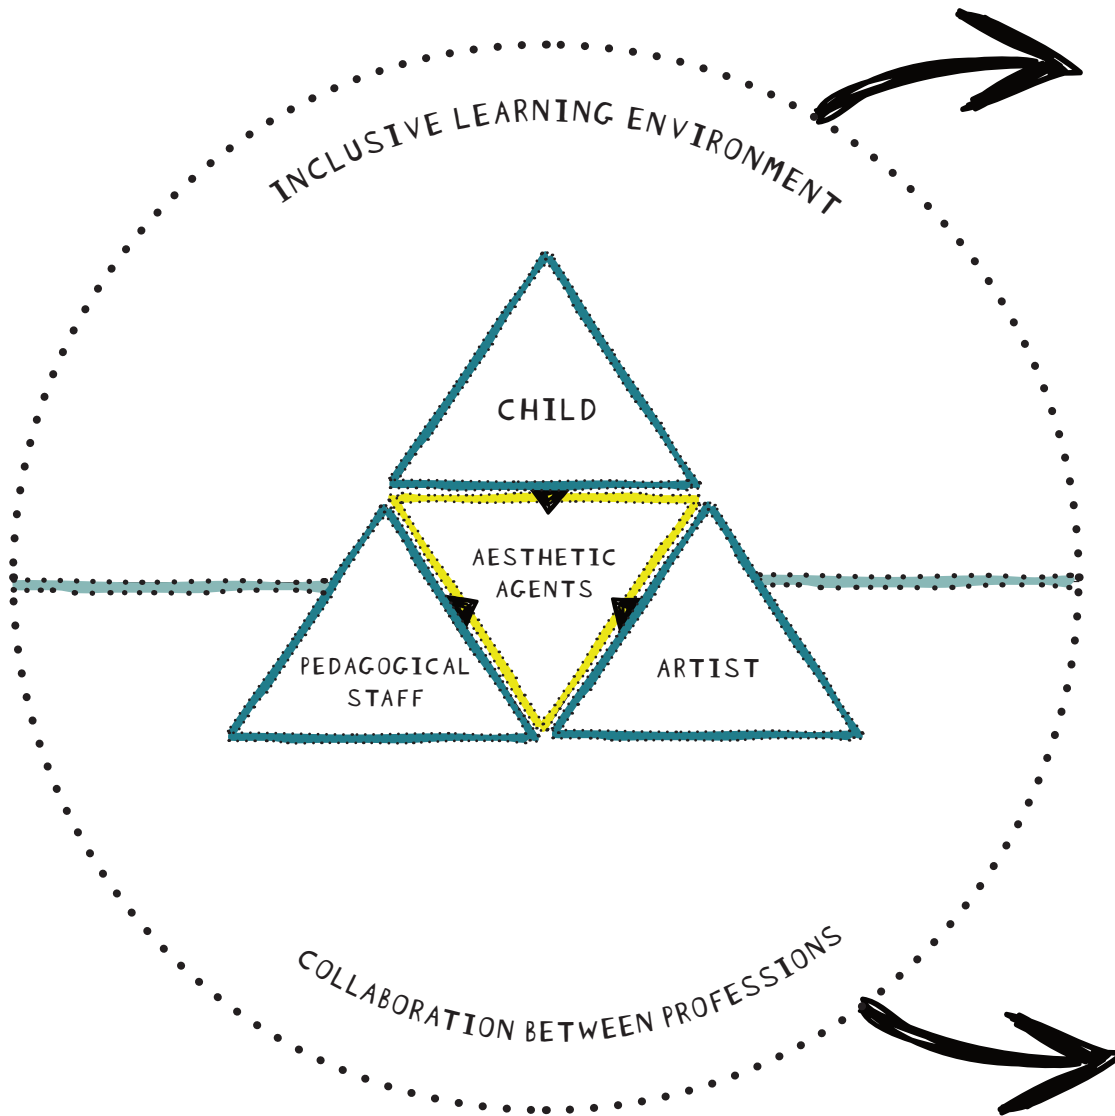 INCLUSIVE LEARNING ENVIRONMENT
CHILD
AESTHETIC
AGENTS
PEDAGOGICAL
STAFF
ARTIST
COLLABORATION BETWEEN PROFESSIONS